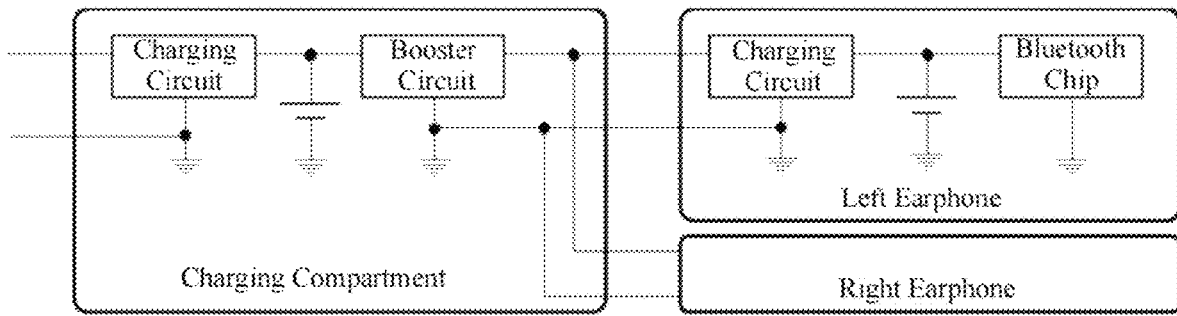 Charging
Circuit
Booster
Circuit
Charging
Circuit
Bluetooth
Chip
Left Earphone
Charging Compartment
Right Earphone